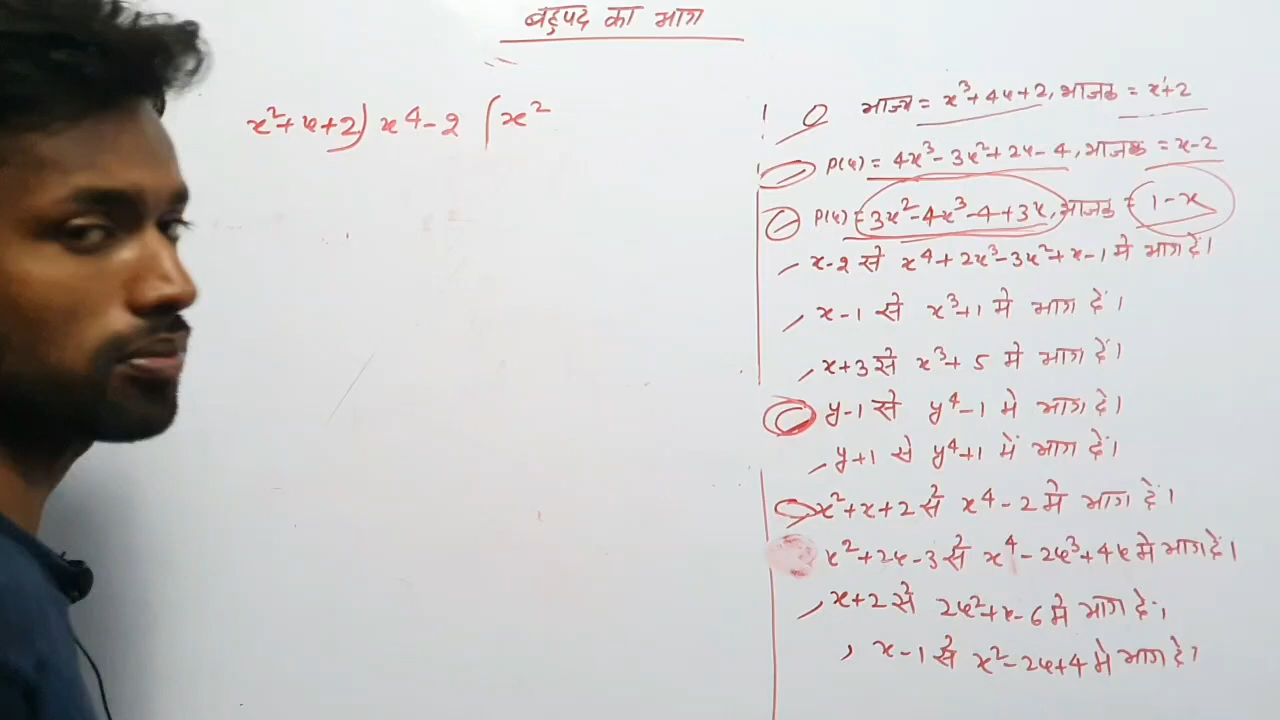 बहुपद का भाग
x²+x+2) x⁴-2 (x²
! भाज्य = x³+4x+2, भाजक = x+2
P(x) = 4x³-3x²+2x-4, भाजक = x-2
P(x) = 3x²-4x³-4+3x, भाजक = 1-x
x-2 से x⁴+2x³-3x²+x-1 मे भाग दें।
x-1 से x³+1 मे भाग दें।
x+3 से x³+5 मे भाग दें।
y-1 से y⁴-1 मे भाग दें।
y+1 से y⁴+1 में भाग दें।
x²+x+2 से x⁴-2 मे भाग दें।
x²+2x-3 से x⁴-2x³+4x मे भाग दें।
x+2 से 2x²+x-6 मे भाग दें।
x-1 से x²-2x+4 मे भाग दें।